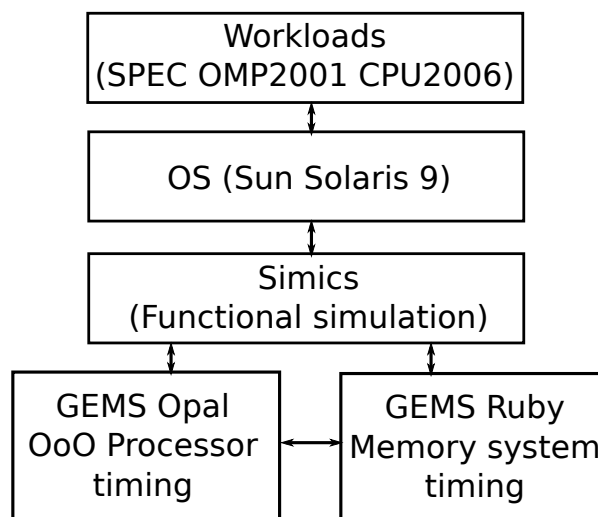 Workloads
(SPEC OMP2001 CPU2006)
OS (Sun Solaris 9)
Simics
(Functional simulation)
GEMS Opal
OoO Processor
timing
GEMS Ruby
Memory system
timing